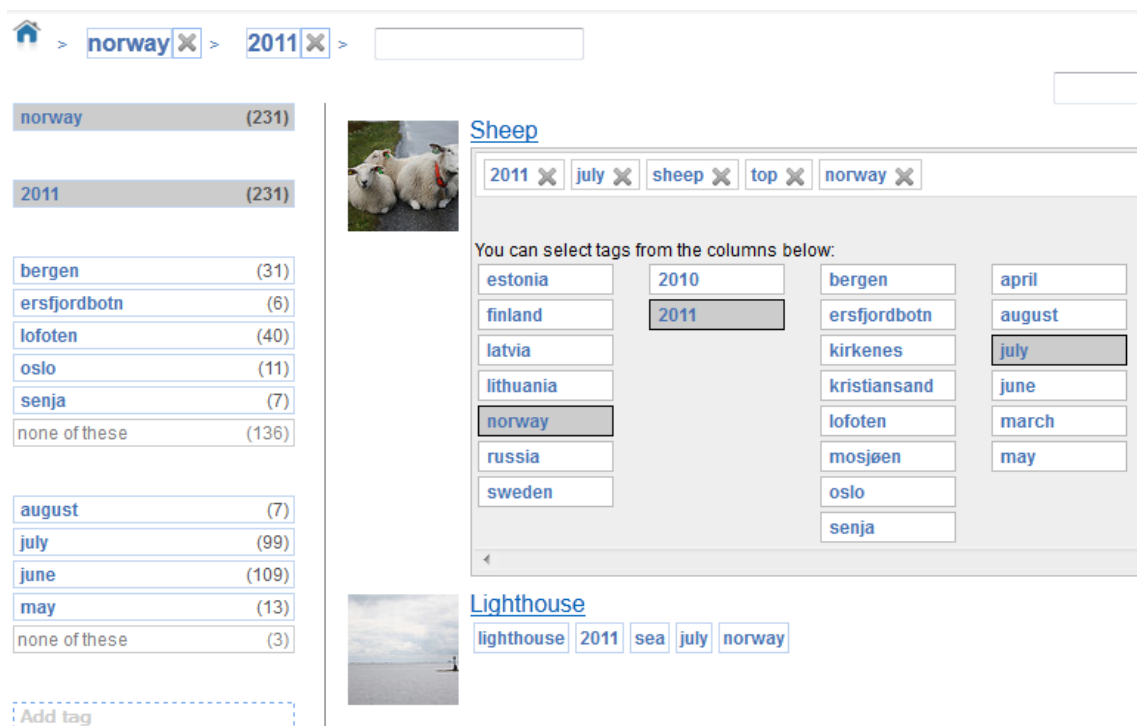 > norway > 2011 >
norway (231)
2011 (231)
bergen (31)
ersfjordbotn (6)
lofoten (40)
oslo (11)
senja (7)
none of these (136)
august (7)
july (99)
june (109)
may (13)
none of these (3)
Add tag
Sheep
2011 july sheep top norway
You can select tags from the columns below:
estonia 2010 bergen april
finland 2011 ersfjordbotn august
latvia kirkenes july
lithuania kristiansand june
norway lofoten march
russia mosjøen may
sweden oslo
senja
Lighthouse
lighthouse 2011 sea july norway